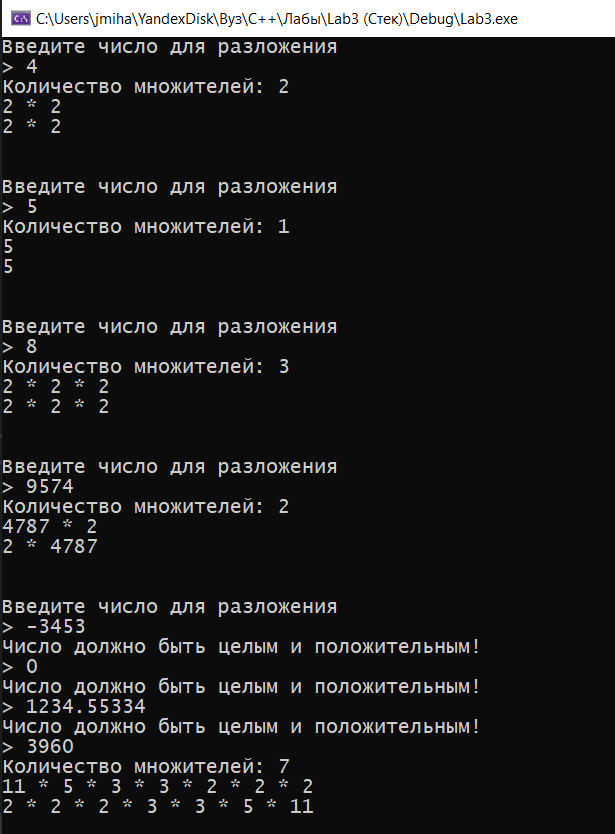 C:\Users\jmiha\YandexDisk\Вуз\C++\Лабы\Lab3 (Стек)\Debug\Lab3.exe
Введите число для разложения
> 4
Количество множителей: 2
2 * 2
2 * 2
Введите число для разложения
> 5
Количество множителей: 1
5
5
Введите число для разложения
> 8
Количество множителей: 3
2 * 2 * 2
2 * 2 * 2
Введите число для разложения
> 9574
Количество множителей: 2
4787 * 2
2 * 4787
Введите число для разложения
> -3453
Число должно быть целым и положительным!
> 0
Число должно быть целым и положительным!
> 1234.55334
Число должно быть целым и положительным!
> 3960
Количество множителей: 7
11 * 5 * 3 * 3 * 2 * 2 * 2
2 * 2 * 2 * 3 * 3 * 5 * 11